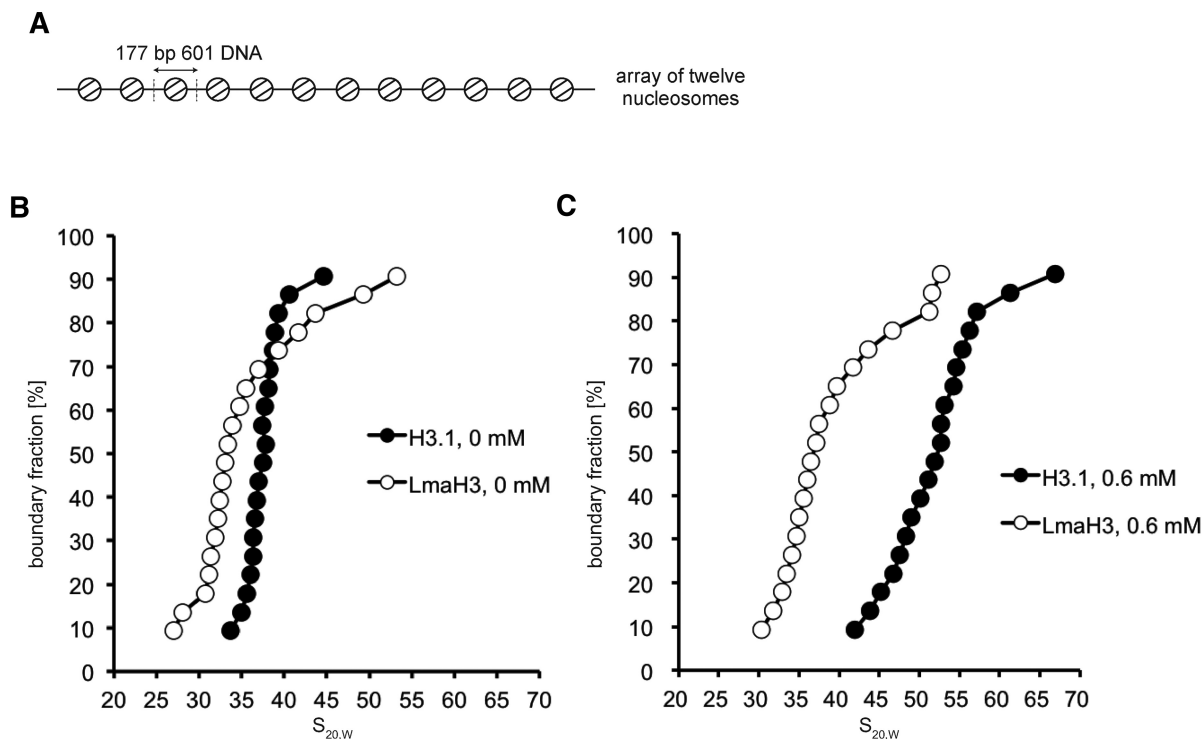 A
177 bp 601 DNA
array of twelve
nucleosomes
B
100
90
80
70
60
50
40
30
20
10
0
boundary fraction [%]
20 25 30 35 40 45 50 55 60 65 70
S20,W
H3.1, 0 mM
LmaH3, 0 mM
C
100
90
80
70
60
50
40
30
20
10
0
boundary fraction [%]
20 25 30 35 40 45 50 55 60 65 70
S20,W
H3.1, 0.6 mM
LmaH3, 0.6 mM